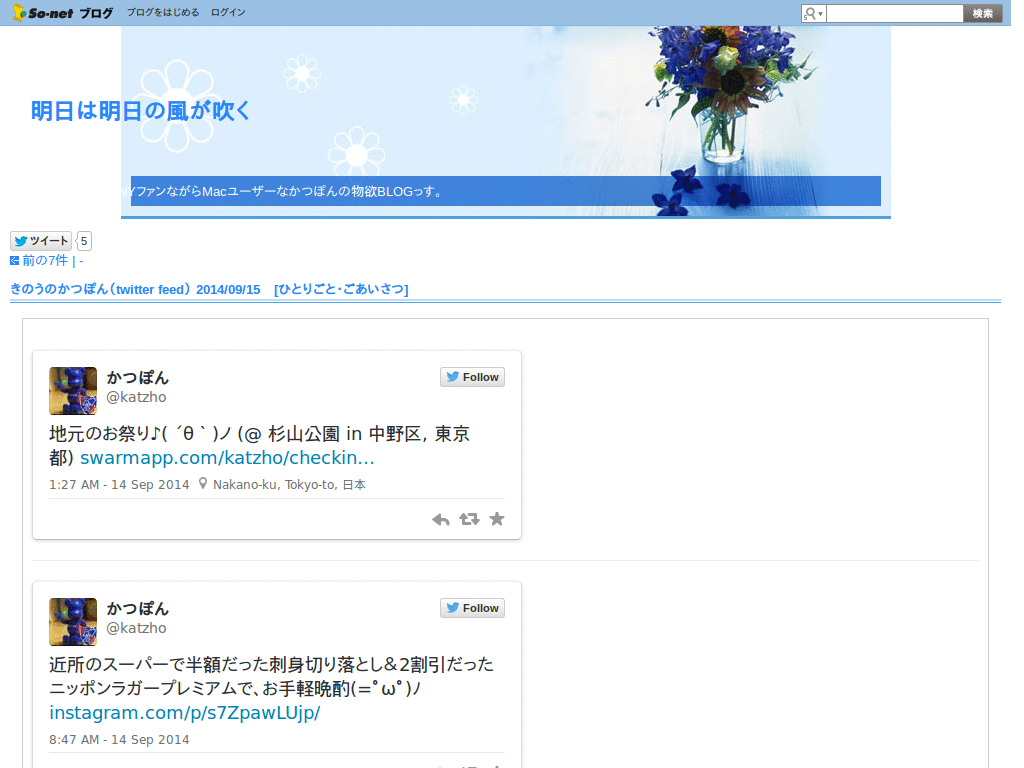 So-net ブログ ブログをはじめる ログイン 検索
明日は明日の風が吹く
NYファンながらMacユーザーなかつぽんの物欲BLOGっす。
ツイート 5
前の7件 | -
きのうのかつぽん(twitter feed) 2014/09/15 [ひとりごと・ごあいさつ]
かつぽん Follow
@katzho
地元のお祭り♪( ´θ｀)ノ (@ 杉山公園 in 中野区, 東京
都) swarmapp.com/katzho/checkin…
1:27 AM - 14 Sep 2014 Nakano-ku, Tokyo-to, 日本
かつぽん Follow
@katzho
近所のスーパーで半額だった刺身切り落とし＆2割引だった
ニッポンラガープレミアムで、お手軽晩酌(=ﾟωﾟ)ﾉ
instagram.com/p/s7ZpawLUjp/
8:47 AM - 14 Sep 2014